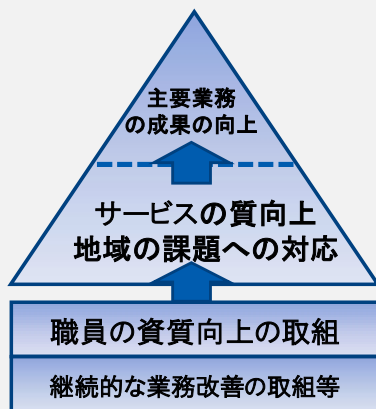 主要業務
の成果の向上
サービスの質向上
地域の課題への対応
職員の資質向上の取組
継続的な業務改善の取組等